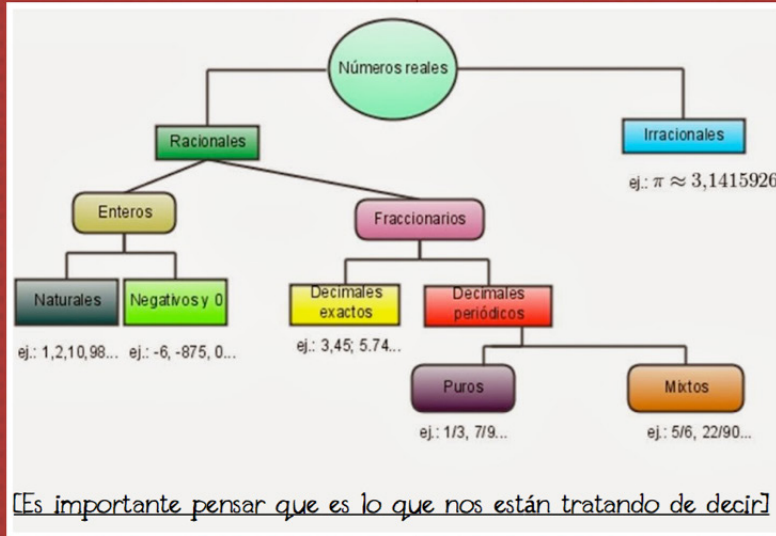 Números reales
Racionales
Irracionales
ej.: π ≈ 3,1415926
Enteros
Fraccionarios
Naturales
Negativos y 0
Decimales
exactos
Decimales
periódicos
ej.: 1,2,10,98...
ej.: -6, -875, 0...
ej.: 3,45; 5.74...
Puros
Mixtos
ej.: 1/3, 7/9...
ej.: 5/6, 22/90...
[Es importante pensar que es lo que nos están tratando de decir]